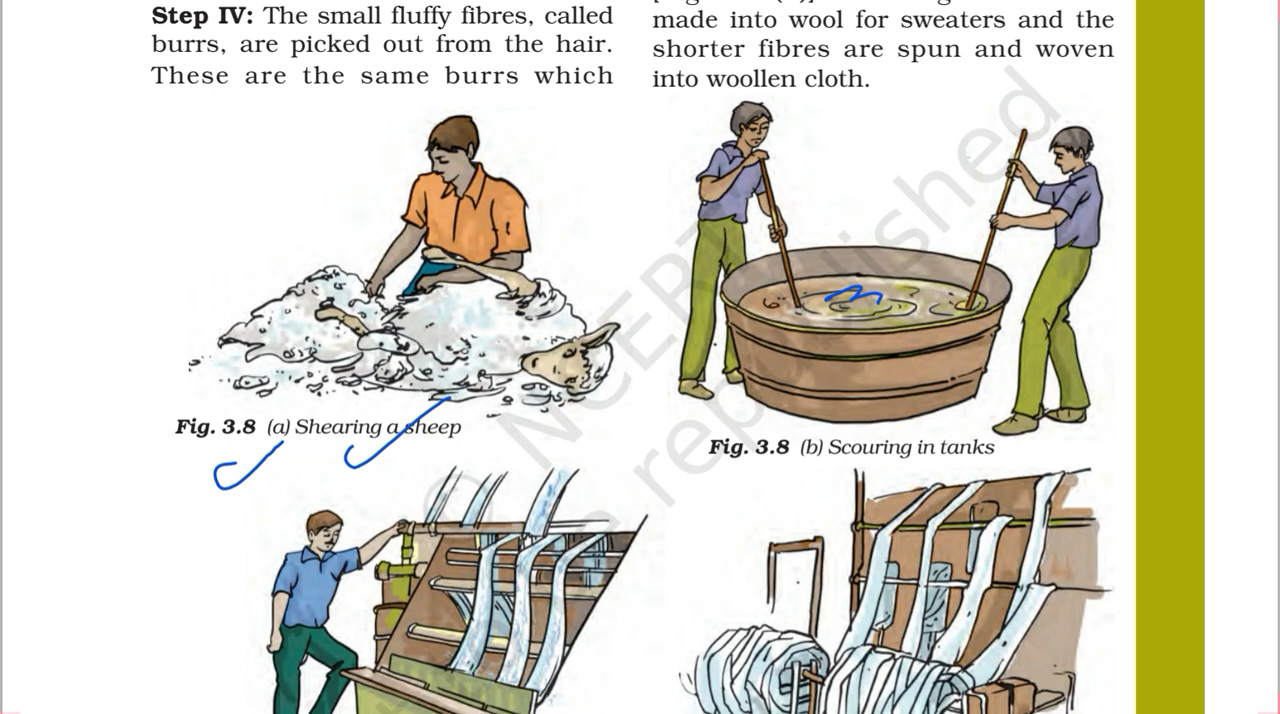 Step IV: The small fluffy fibres, called
burrs, are picked out from the hair.
These are the same burrs which
made into wool for sweaters and the
shorter fibres are spun and woven
into woollen cloth.
Fig. 3.8 (a) Shearing a sheep
Fig. 3.8 (b) Scouring in tanks
© NCERT
republished